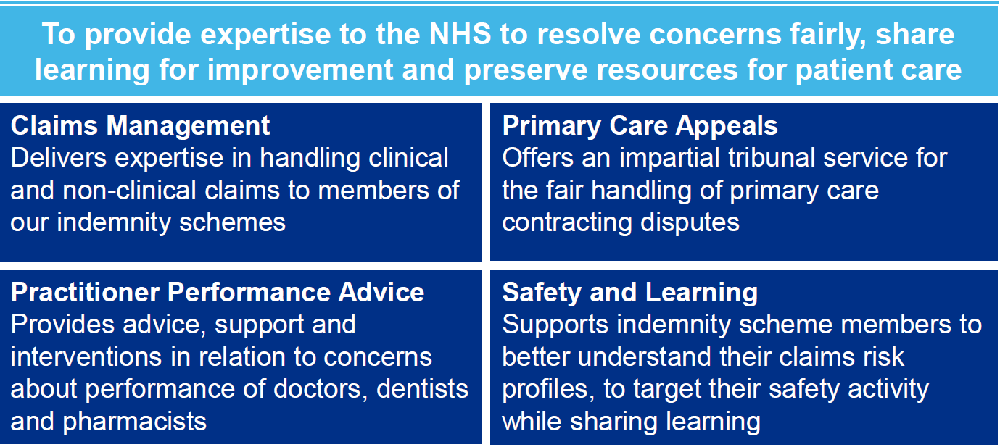 To provide expertise to the NHS to resolve concerns fairly, share
learning for improvement and preserve resources for patient care
Claims Management
Delivers expertise in handling clinical
and non-clinical claims to members of
our indemnity schemes
Primary Care Appeals
Offers an impartial tribunal service for
the fair handling of primary care
contracting disputes
Practitioner Performance Advice
Provides advice, support and
interventions in relation to concerns
about performance of doctors, dentists
and pharmacists
Safety and Learning
Supports indemnity scheme members to
better understand their claims risk
profiles, to target their safety activity
while sharing learning